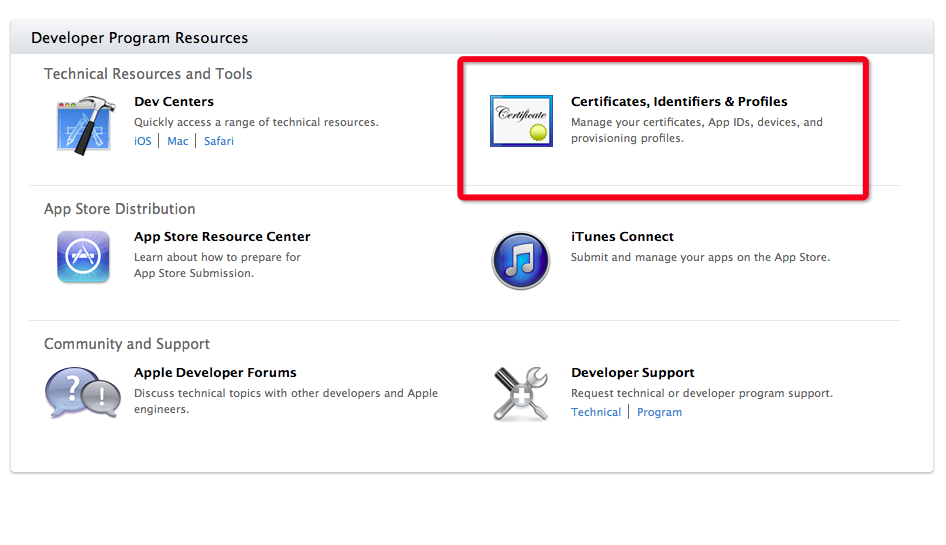 Developer Program Resources
Technical Resources and Tools
Dev Centers
Quickly access a range of technical resources.
iOS | Mac | Safari
Certificate
Certificates, Identifiers & Profiles
Manage your certificates, App IDs, devices, and
provisioning profiles.
App Store Distribution
App Store Resource Center
Learn about how to prepare for
App Store Submission.
iTunes Connect
Submit and manage your apps on the App Store.
Community and Support
? !
Apple Developer Forums
Discuss technical topics with other developers and Apple
engineers.
Developer Support
Request technical or developer program support.
Technical | Program